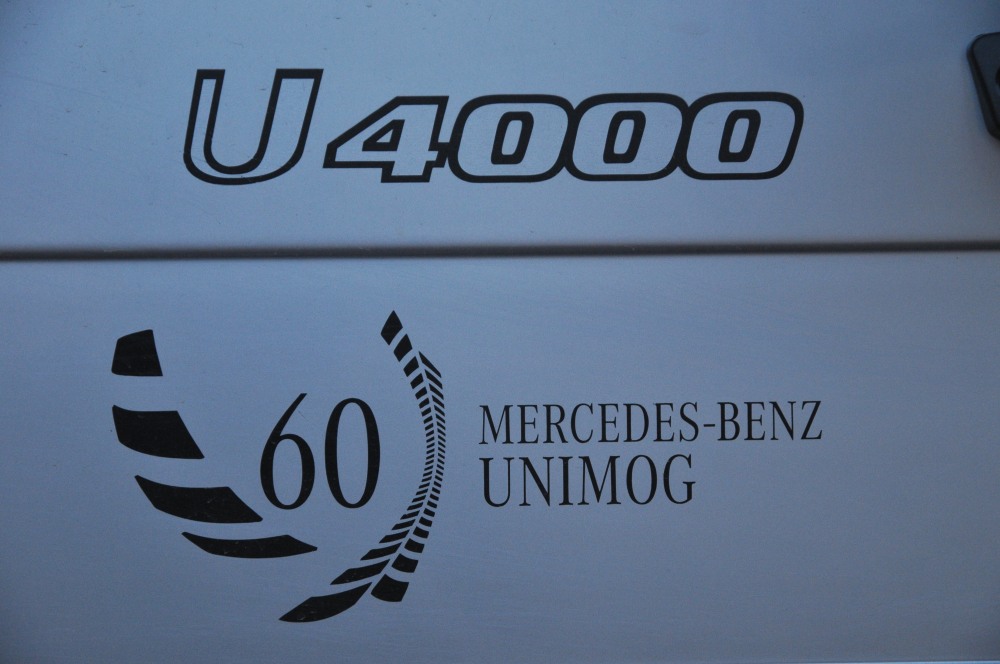 U4000
60
MERCEDES-BENZ
UNIMOG